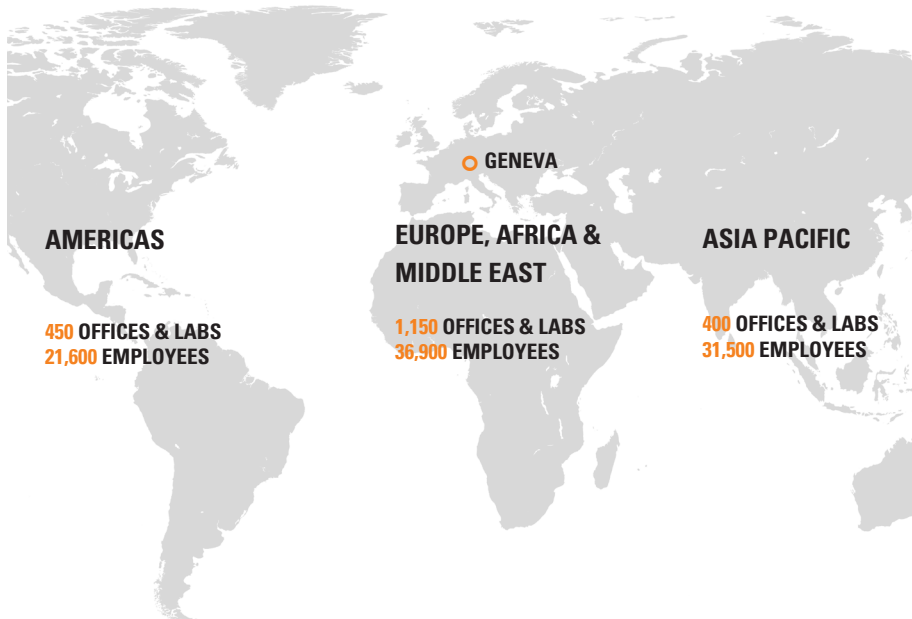 GENEVA
AMERICAS
450 OFFICES & LABS
21,600 EMPLOYEES
EUROPE, AFRICA &
MIDDLE EAST
1,150 OFFICES & LABS
36,900 EMPLOYEES
ASIA PACIFIC
400 OFFICES & LABS
31,500 EMPLOYEES